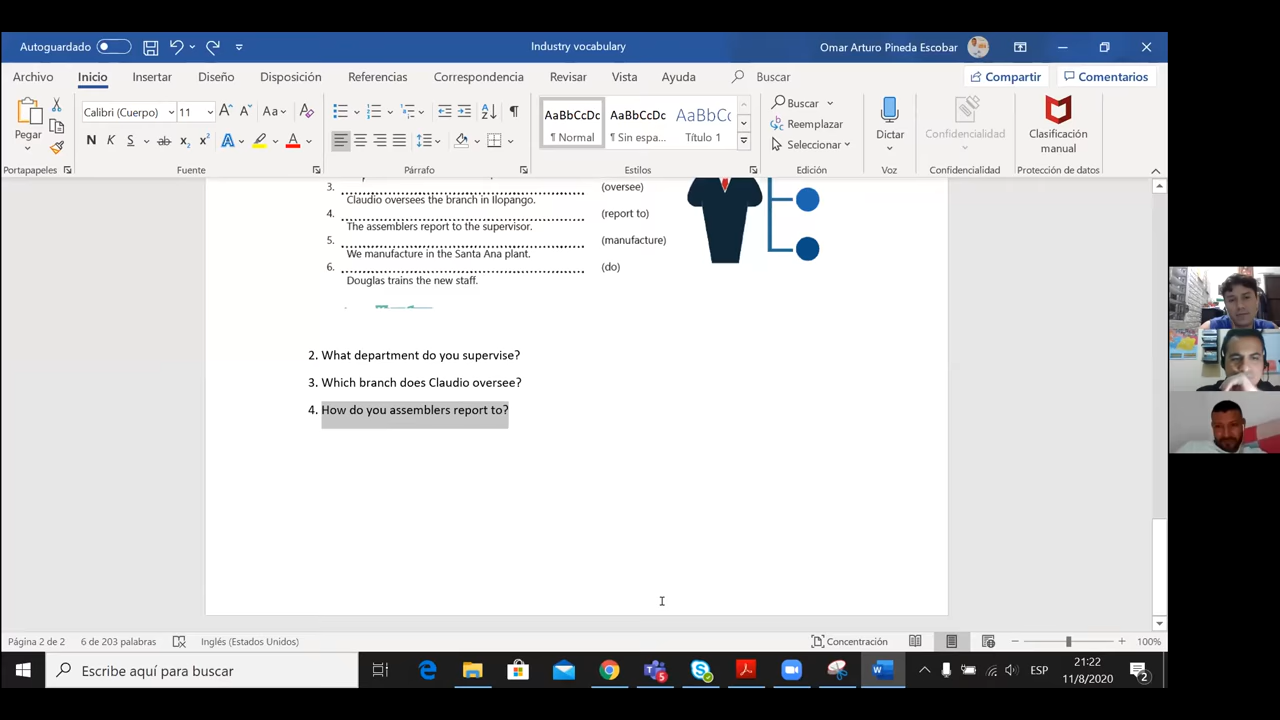 Autoguardado
Industry vocabulary
Omar Arturo Pineda Escobar
Archivo Inicio Insertar Diseño Disposición Referencias Correspondencia Revisar Vista Ayuda Buscar Compartir Comentarios
Pegar
Portapapeles
Calibri (Cuerpo) 11
Fuente
Párrafo
AaBbCcDc AaBbCcDc AaBbCc
¶ Normal ¶ Sin espa... Título 1
Estilos
Buscar
Reemplazar
Seleccionar
Edición
Dictar
Voz
Confidencialidad
Confidencialidad
Clasificación
manual
Protección de datos
3. (oversee)
Claudio oversees the branch in Ilopango.
4. (report to)
The assemblers report to the supervisor.
5. (manufacture)
We manufacture in the Santa Ana plant.
6. (do)
Douglas trains the new staff.
2. What department do you supervise?
3. Which branch does Claudio oversee?
4. How do you assemblers report to?
Página 2 de 2 6 de 203 palabras Inglés (Estados Unidos) Concentración 100%
Escribe aquí para buscar
ESP
21:22
11/8/2020
2